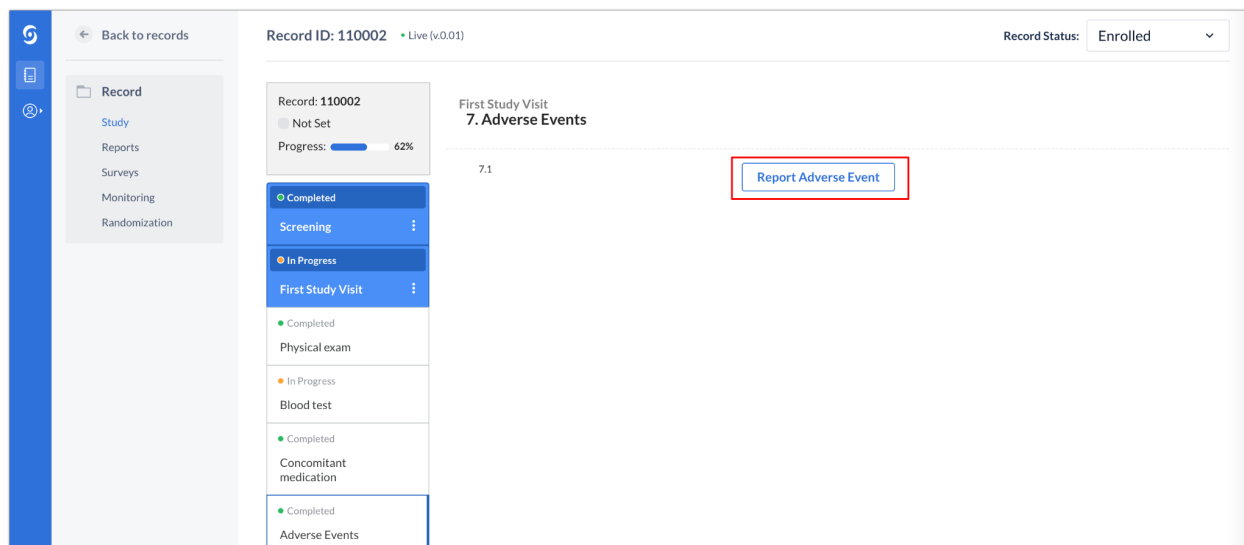 Back to records
Record ID: 110002 • Live (v.0.01)
Record Status: Enrolled
Record
Study
Reports
Surveys
Monitoring
Randomization
Record: 110002
Not Set
Progress: 62%
Completed
Screening
In Progress
First Study Visit
Completed
Physical exam
In Progress
Blood test
Completed
Concomitant
medication
Completed
Adverse Events
First Study Visit
7. Adverse Events
7.1
Report Adverse Event